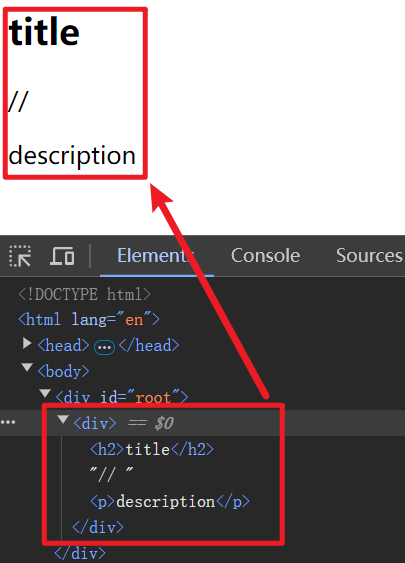 title
//
description
Elements Console Sources
<!DOCTYPE html>
<html lang="en">
<head> ••• </head>
<body>
<div id="root">
••• <div> == $0
<h2>title</h2>
"// "
<p>description</p>
</div>
</div>